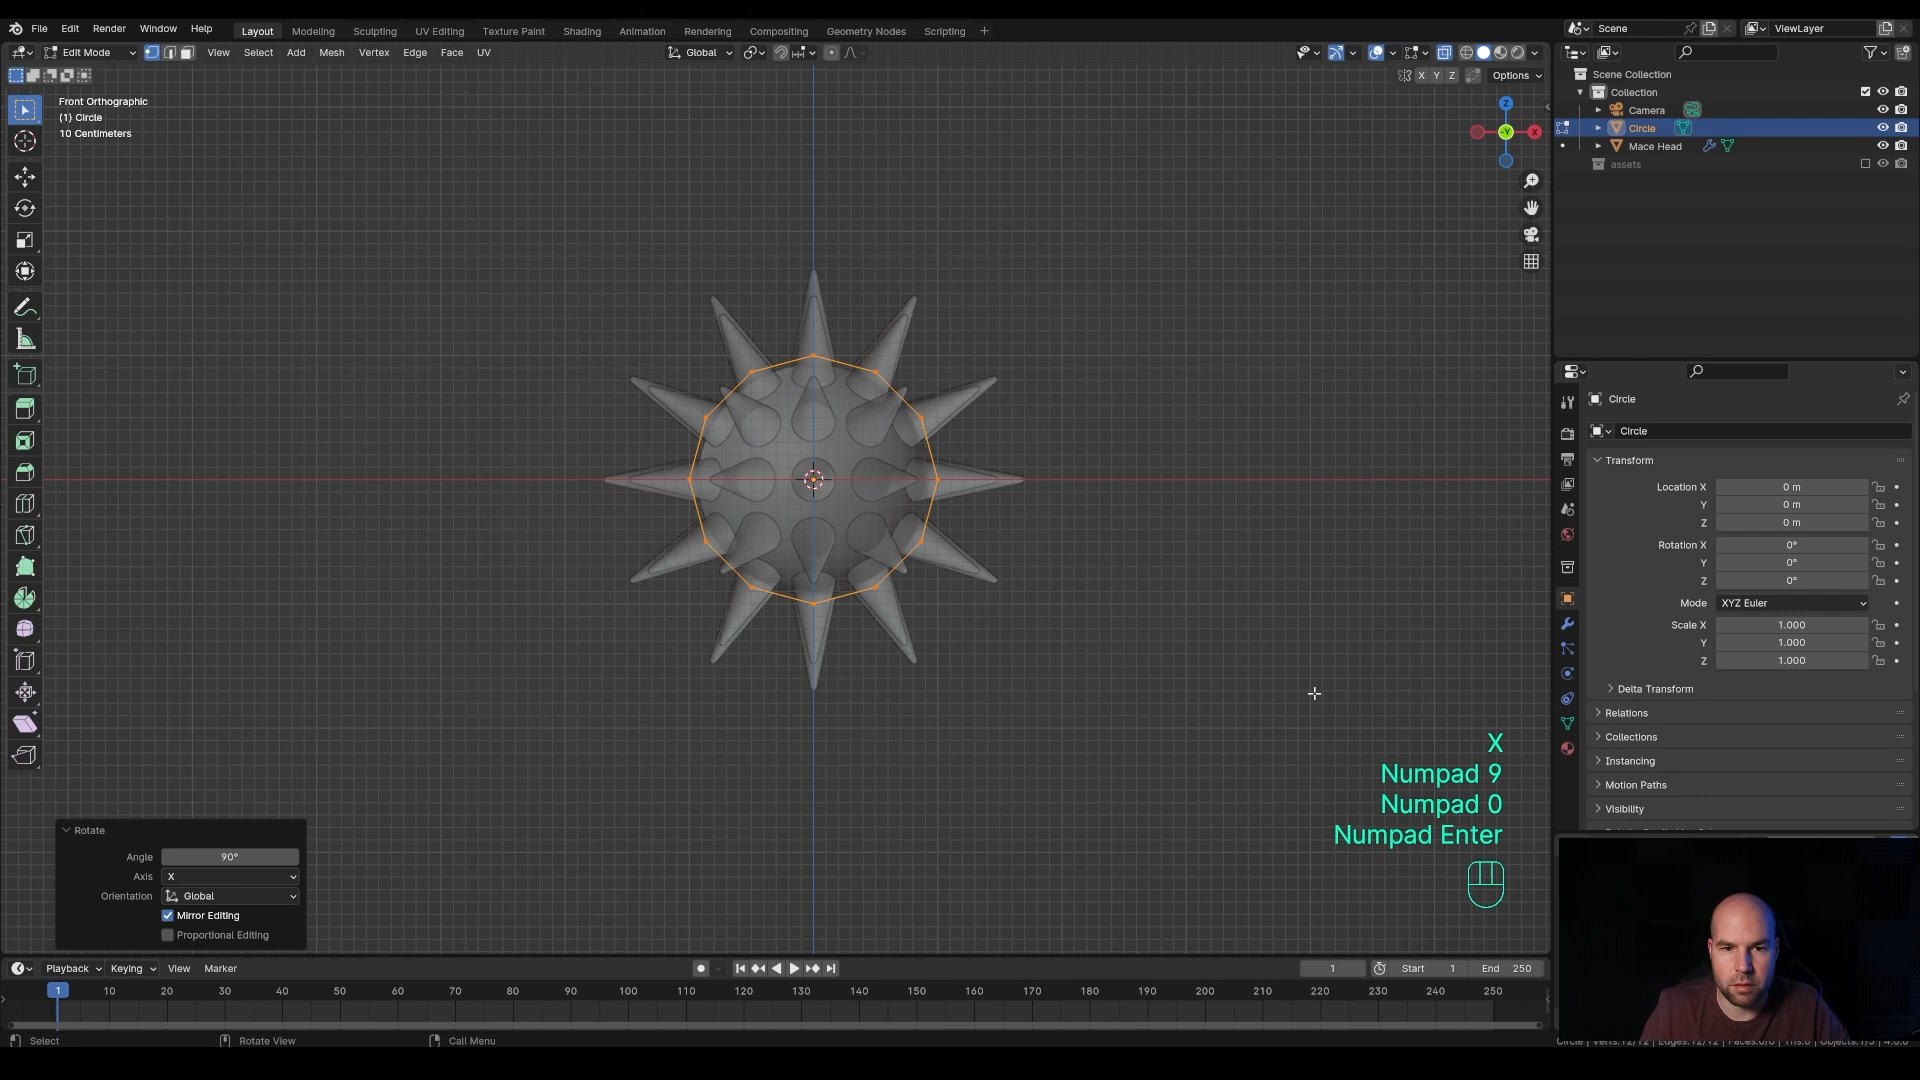 File Edit Render Window Help Layout Modeling Sculpting UV Editing Texture Paint Shading Animation Rendering Compositing Geometry Nodes Scripting Scene ViewLayer
Edit Mode View Select Add Mesh Vertex Edge Face UV Global
X Y Z Options
Front Orthographic
(1) Circle
10 Centimeters
Z
-Y
X
Scene Collection
Collection
Camera
Circle
Mace Head
assets
Circle
Circle
Transform
Location X 0 m
Y 0 m
Z 0 m
Rotation X 0°
Y 0°
Z 0°
Mode XYZ Euler
Scale X 1.000
Y 1.000
Z 1.000
Delta Transform
Relations
Collections
Instancing
Motion Paths
Visibility
X
Numpad 9
Numpad 0
Numpad Enter
Rotate
Angle 90°
Axis X
Orientation Global
Mirror Editing
Proportional Editing
Playback Keying View Marker 1 Start 1 End 250
1 10 20 30 40 50 60 70 80 90 100 110 120 130 140 150 160 170 180 190 200 210 220 230 240 250
Select Rotate View Call Menu